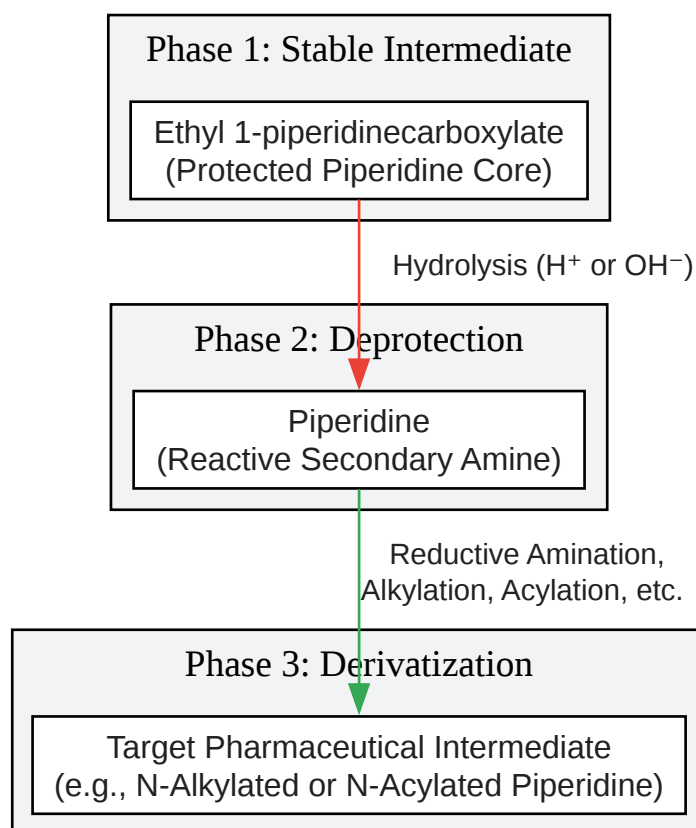 Phase 1: Stable Intermediate
Ethyl 1-piperidinecarboxylate
(Protected Piperidine Core)
Hydrolysis (H⁺ or OH⁻)
Phase 2: Deprotection
Piperidine
(Reactive Secondary Amine)
Reductive Amination,
Alkylation, Acylation, etc.
Phase 3: Derivatization
Target Pharmaceutical Intermediate
(e.g., N-Alkylated or N-Acylated Piperidine)